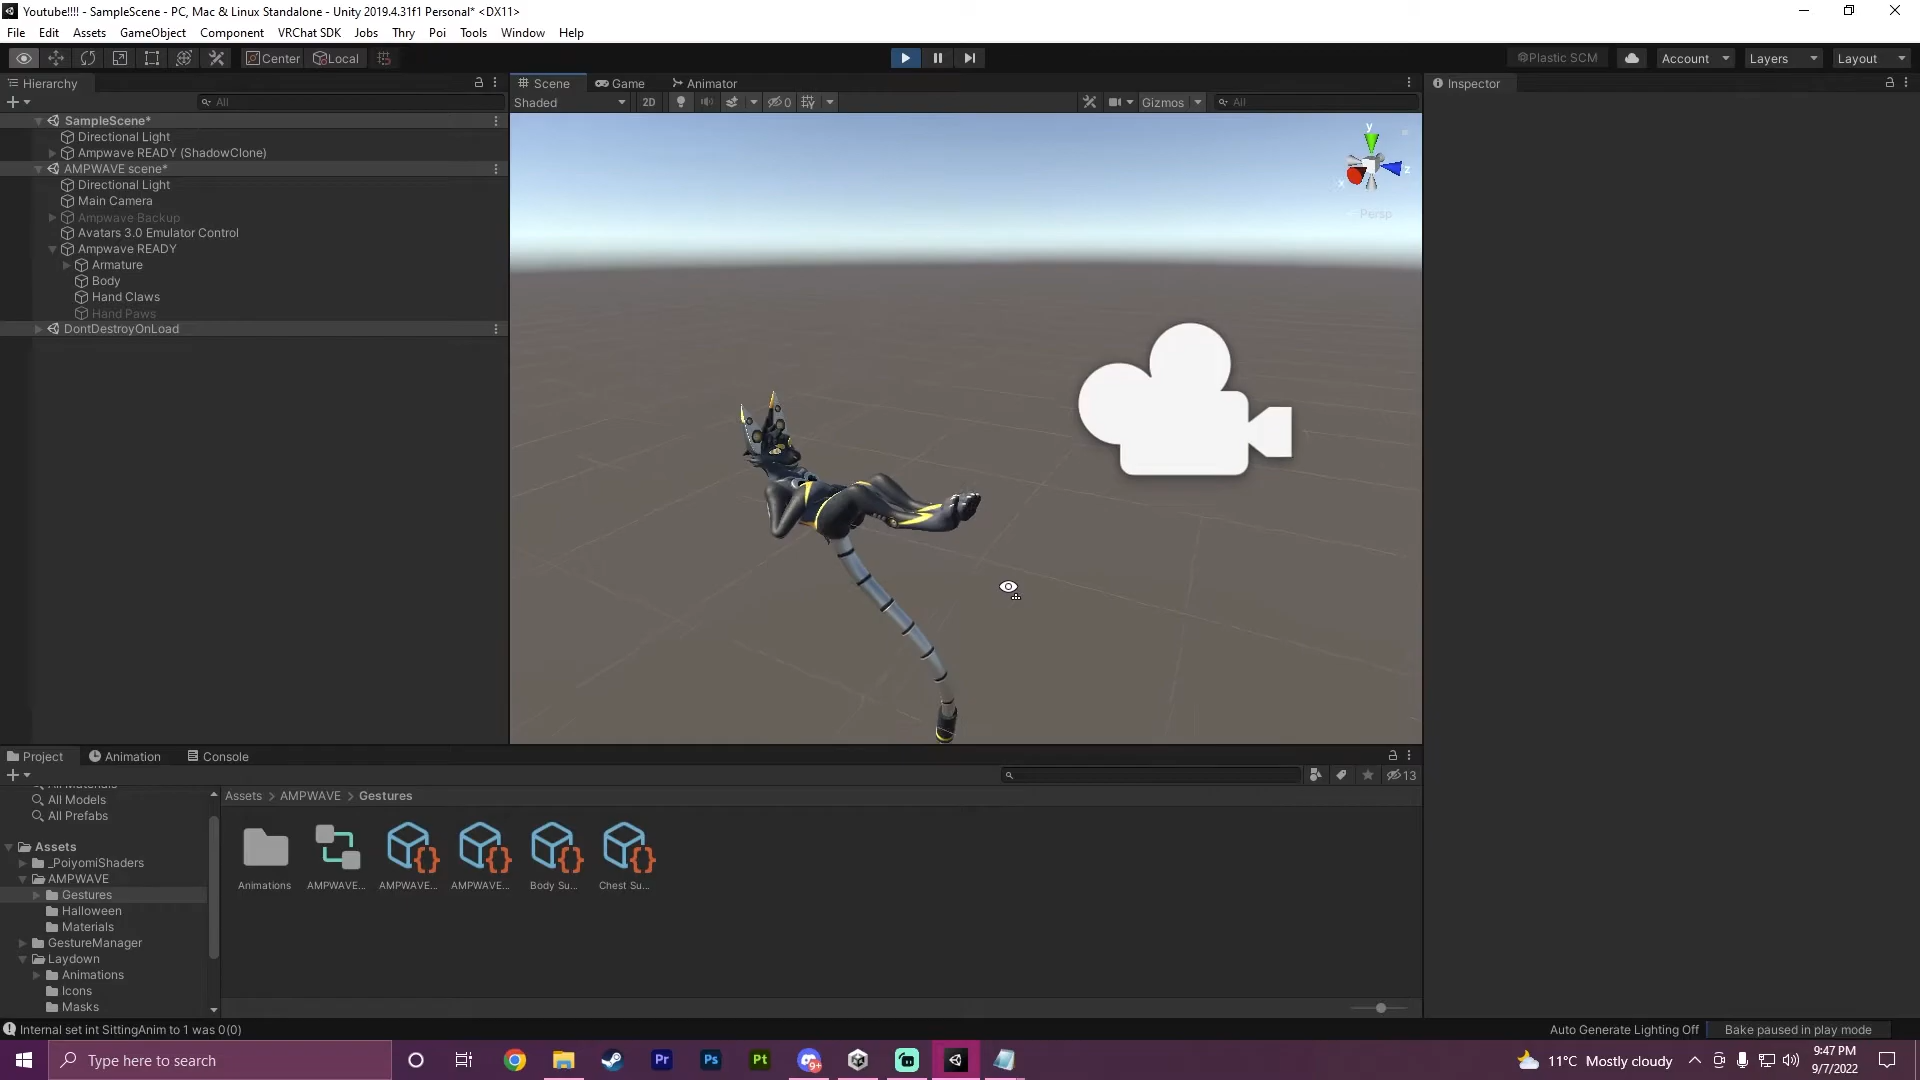 Youtube!!!! - SampleScene - PC, Mac & Linux Standalone - Unity 2019.4.31f1 Personal* <DX11>
File Edit Assets GameObject Component VRChat SDK Jobs Thry Poi Tools Window Help
Center Local Plastic SCM Account Layers Layout
Hierarchy
All
SampleScene*
Directional Light
Ampwave READY (ShadowClone)
AMPWAVE scene*
Directional Light
Main Camera
Ampwave Backup
Avatars 3.0 Emulator Control
Ampwave READY
Armature
Body
Hand Claws
Hand Paws
DontDestroyOnLoad
Scene Game Animator
Shaded 2D 0 Gizmos All
y
x z
Persp
Inspector
Project Animation Console
13
All Models
All Prefabs
Assets
_PoiyomiShaders
AMPWAVE
Gestures
Halloween
Materials
GestureManager
Laydown
Animations
Icons
Masks
Assets > AMPWAVE > Gestures
Animations AMPWAVE... AMPWAVE... AMPWAVE... Body Su... Chest Su...
Internal set int SittingAnim to 1 was 0(0)
Auto Generate Lighting Off Bake paused in play mode
Type here to search
Pr Ps Pt 9+
11°C Mostly cloudy
9:47 PM
9/7/2022